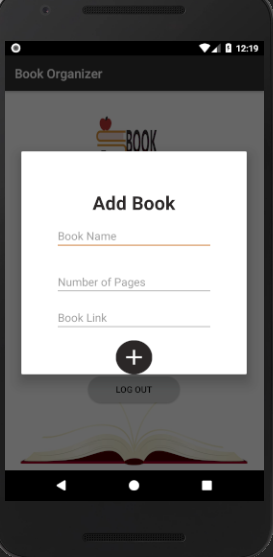 12:19
Book Organizer
BOOK
Add Book
Book Name
Number of Pages
Book Link
LOG OUT